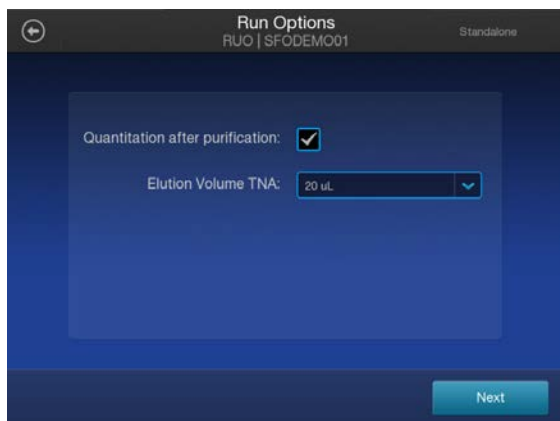 Run Options
RUO | SFODEMO01
Standalone
Quantitation after purification:
Elution Volume TNA: 20 uL
Next